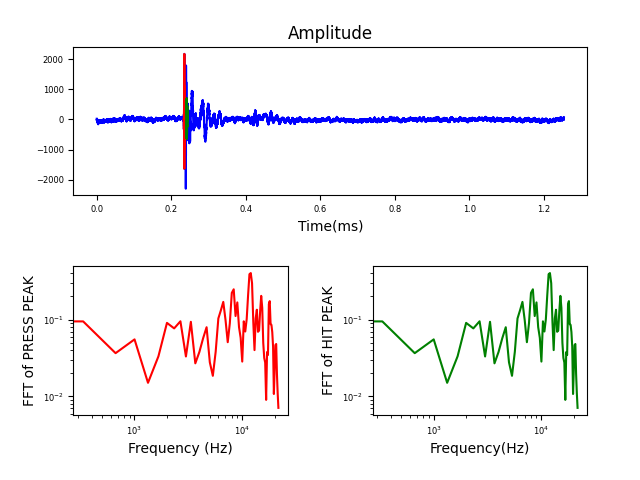 Amplitude
2000
1000
0
−1000
−2000
0.0 0.2 0.4 0.6 0.8 1.0 1.2
Time(ms)
FFT of PRESS PEAK
10⁻¹
10⁻²
10³ 10⁴
Frequency (Hz)
FFT of HIT PEAK
10⁻¹
10⁻²
10³ 10⁴
Frequency(Hz)